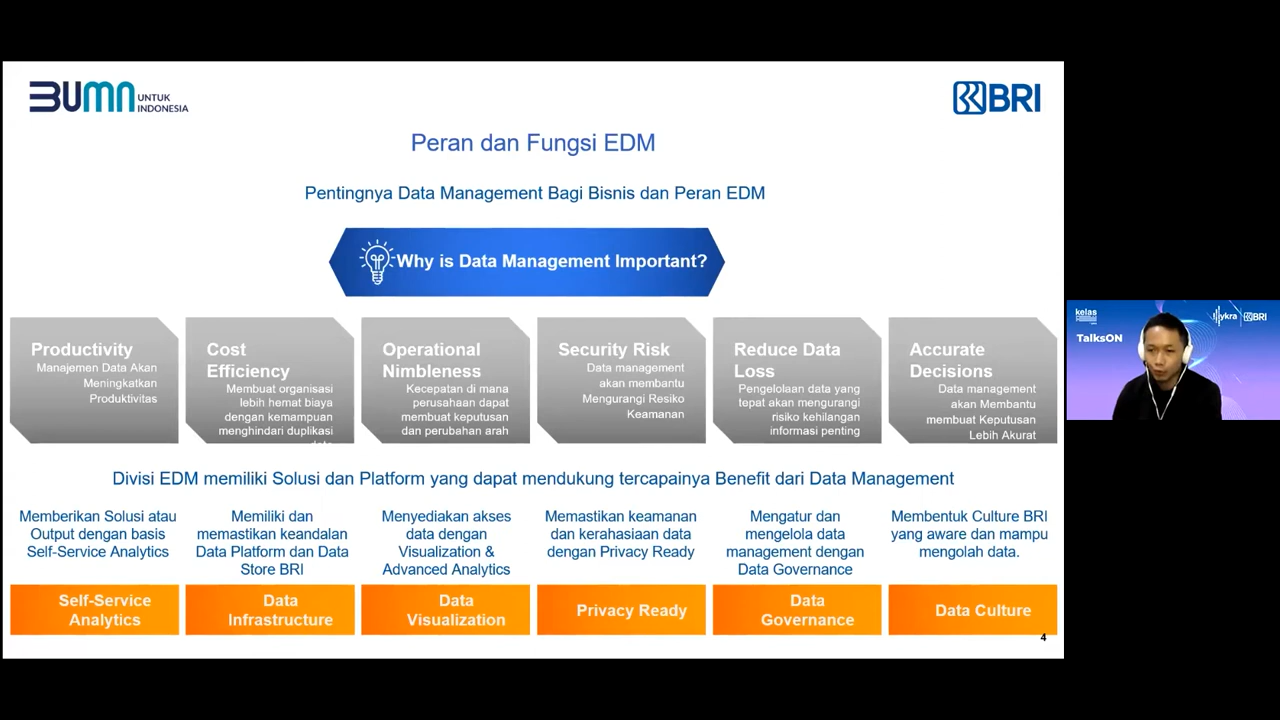 BUMN UNTUK
INDONESIA
BRI
Peran dan Fungsi EDM
Pentingnya Data Management Bagi Bisnis dan Peran EDM
Why is Data Management Important?
Productivity
Manajemen Data Akan
Meningkatkan
Produktivitas
Cost
Efficiency
Membuat organisasi
lebih hemat biaya
dengan kemampuan
menghindari duplikasi
Operational
Nimbleness
Kecepatan di mana
perusahaan dapat
membuat keputusan
dan perubahan arah
Security Risk
Data management
akan membantu
Mengurangi Resiko
Keamanan
Reduce Data
Loss
Pengelolaan data yang
tepat akan mengurangi
risiko kehilangan
informasi penting
Accurate
Decisions
Data management
akan Membantu
membuat Keputusan
Lebih Akurat
Divisi EDM memiliki Solusi dan Platform yang dapat mendukung tercapainya Benefit dari Data Management
Memberikan Solusi atau
Output dengan basis
Self-Service Analytics
Memiliki dan
memastikan keandalan
Data Platform dan Data
Store BRI
Menyediakan akses
data dengan
Visualization &
Advanced Analytics
Memastikan keamanan
dan kerahasiaan data
dengan Privacy Ready
Mengatur dan
mengelola data
management dengan
Data Governance
Membentuk Culture BRI
yang aware dan mampu
mengolah data.
Self-Service
Analytics
Data
Infrastructure
Data
Visualization
Privacy Ready
Data
Governance
Data Culture
4
kelas
TalksON
BRI